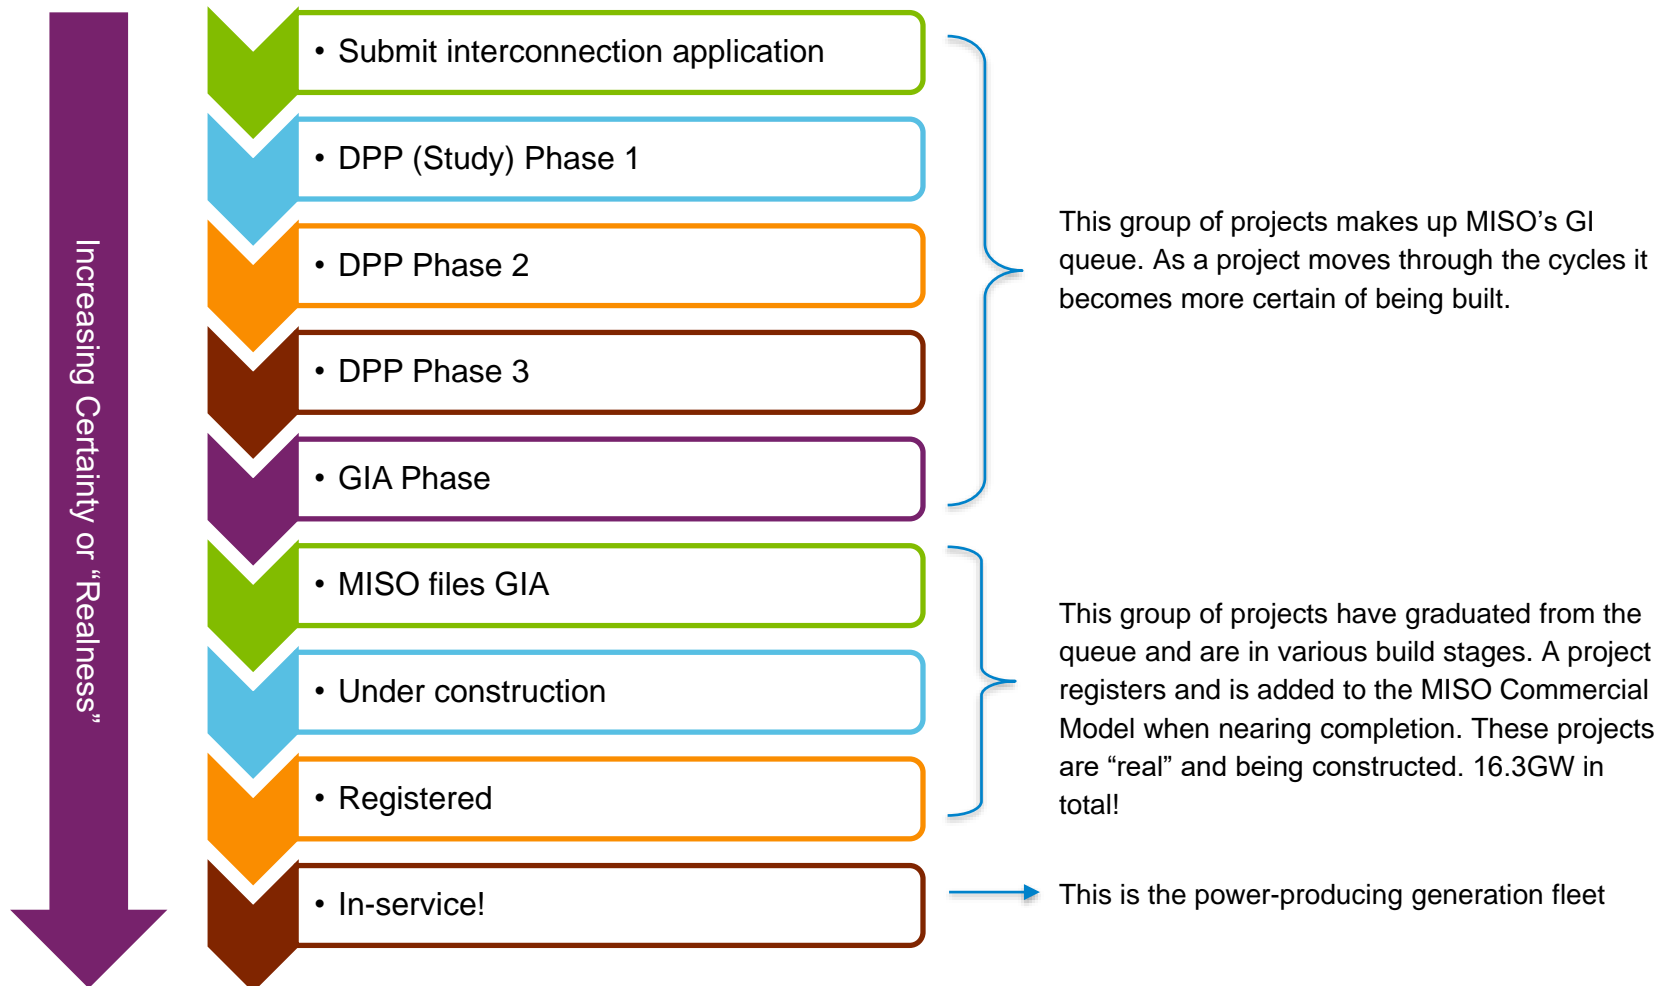 Increasing Certainty or “Realness”
• Submit interconnection application
• DPP (Study) Phase 1
• DPP Phase 2
• DPP Phase 3
• GIA Phase
This group of projects makes up MISO’s GI
queue. As a project moves through the cycles it
becomes more certain of being built.
• MISO files GIA
• Under construction
• Registered
This group of projects have graduated from the
queue and are in various build stages. A project
registers and is added to the MISO Commercial
Model when nearing completion. These projects
are “real” and being constructed. 16.3GW in
total!
• In-service!
This is the power-producing generation fleet